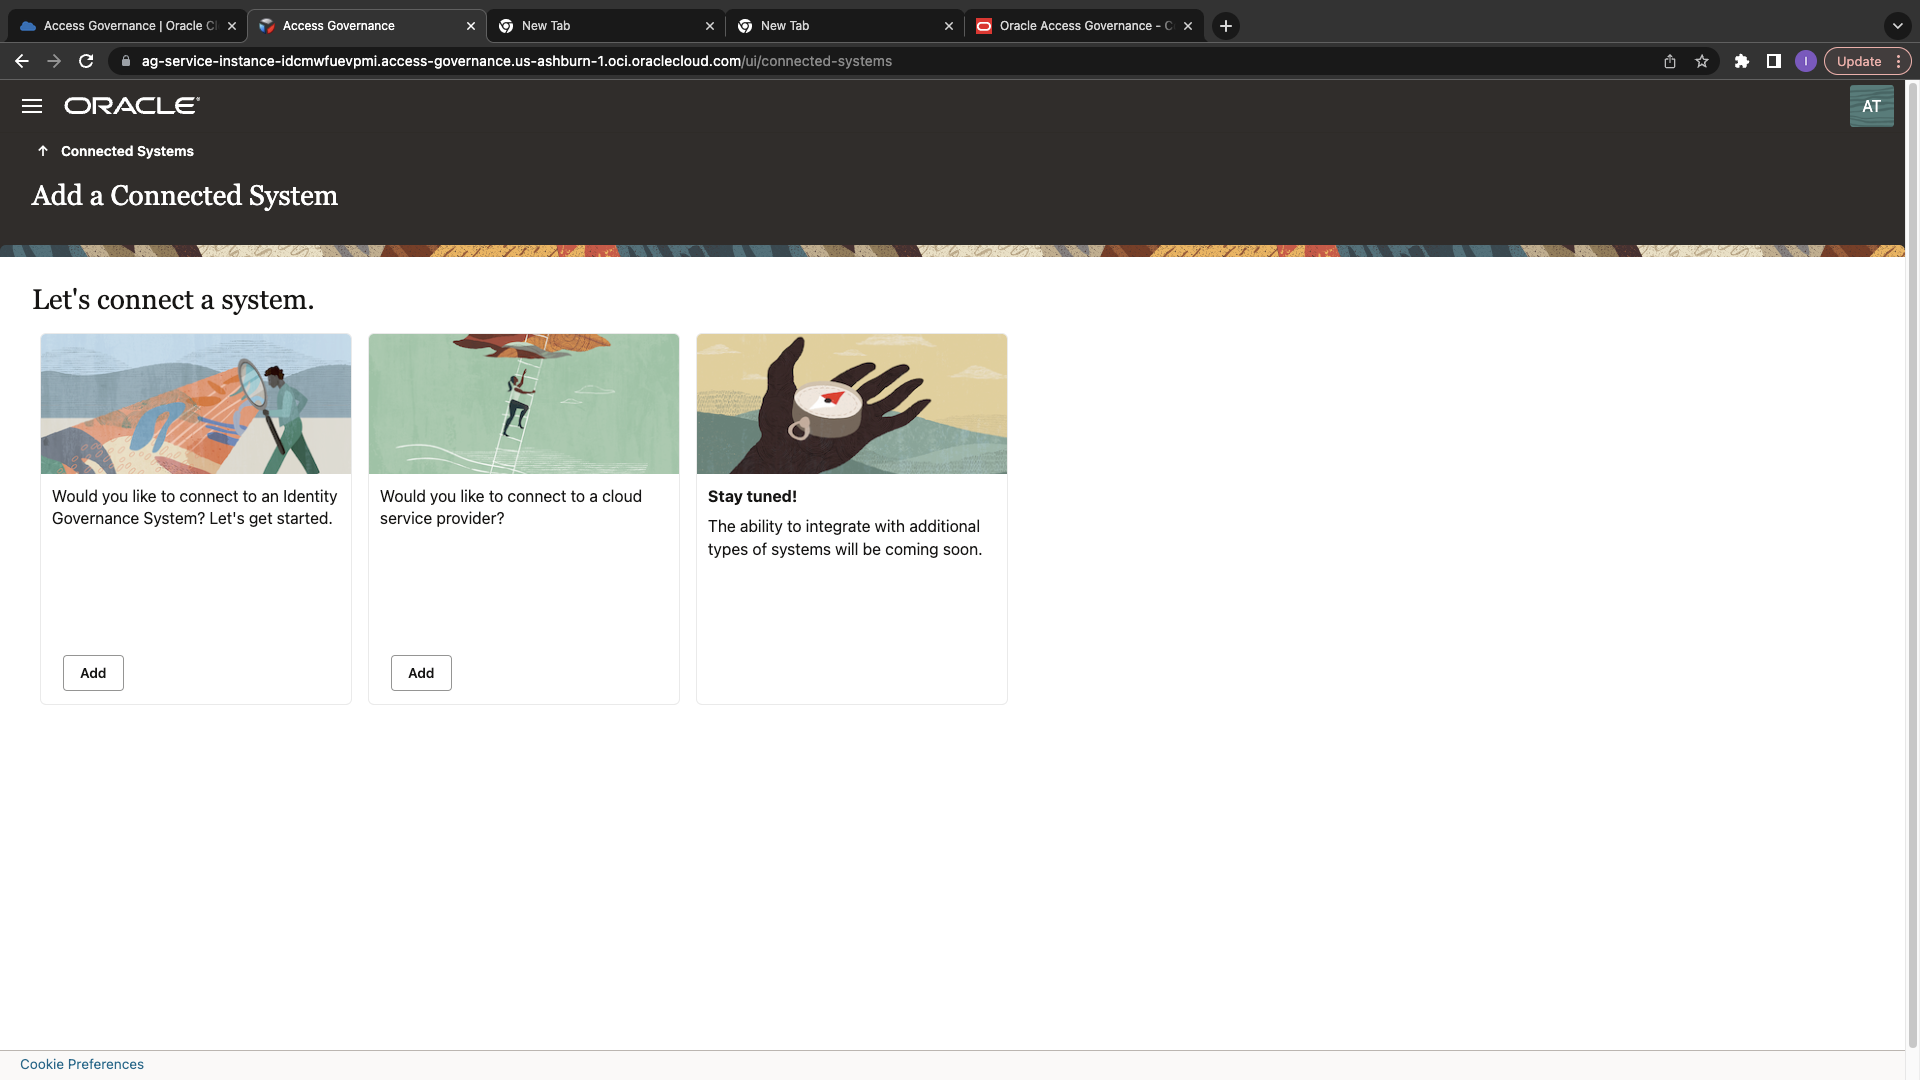 Access Governance | Oracle Cl
Access Governance
New Tab
New Tab
Oracle Access Governance - C
ag-service-instance-idcmwfuevpmi.access-governance.us-ashburn-1.oci.oraclecloud.com/ui/connected-systems
I
Update
ORACLE
AT
Connected Systems
Add a Connected System
Let's connect a system.
Would you like to connect to an Identity
Governance System? Let's get started.
Add
Would you like to connect to a cloud
service provider?
Add
Stay tuned!
The ability to integrate with additional
types of systems will be coming soon.
Cookie Preferences